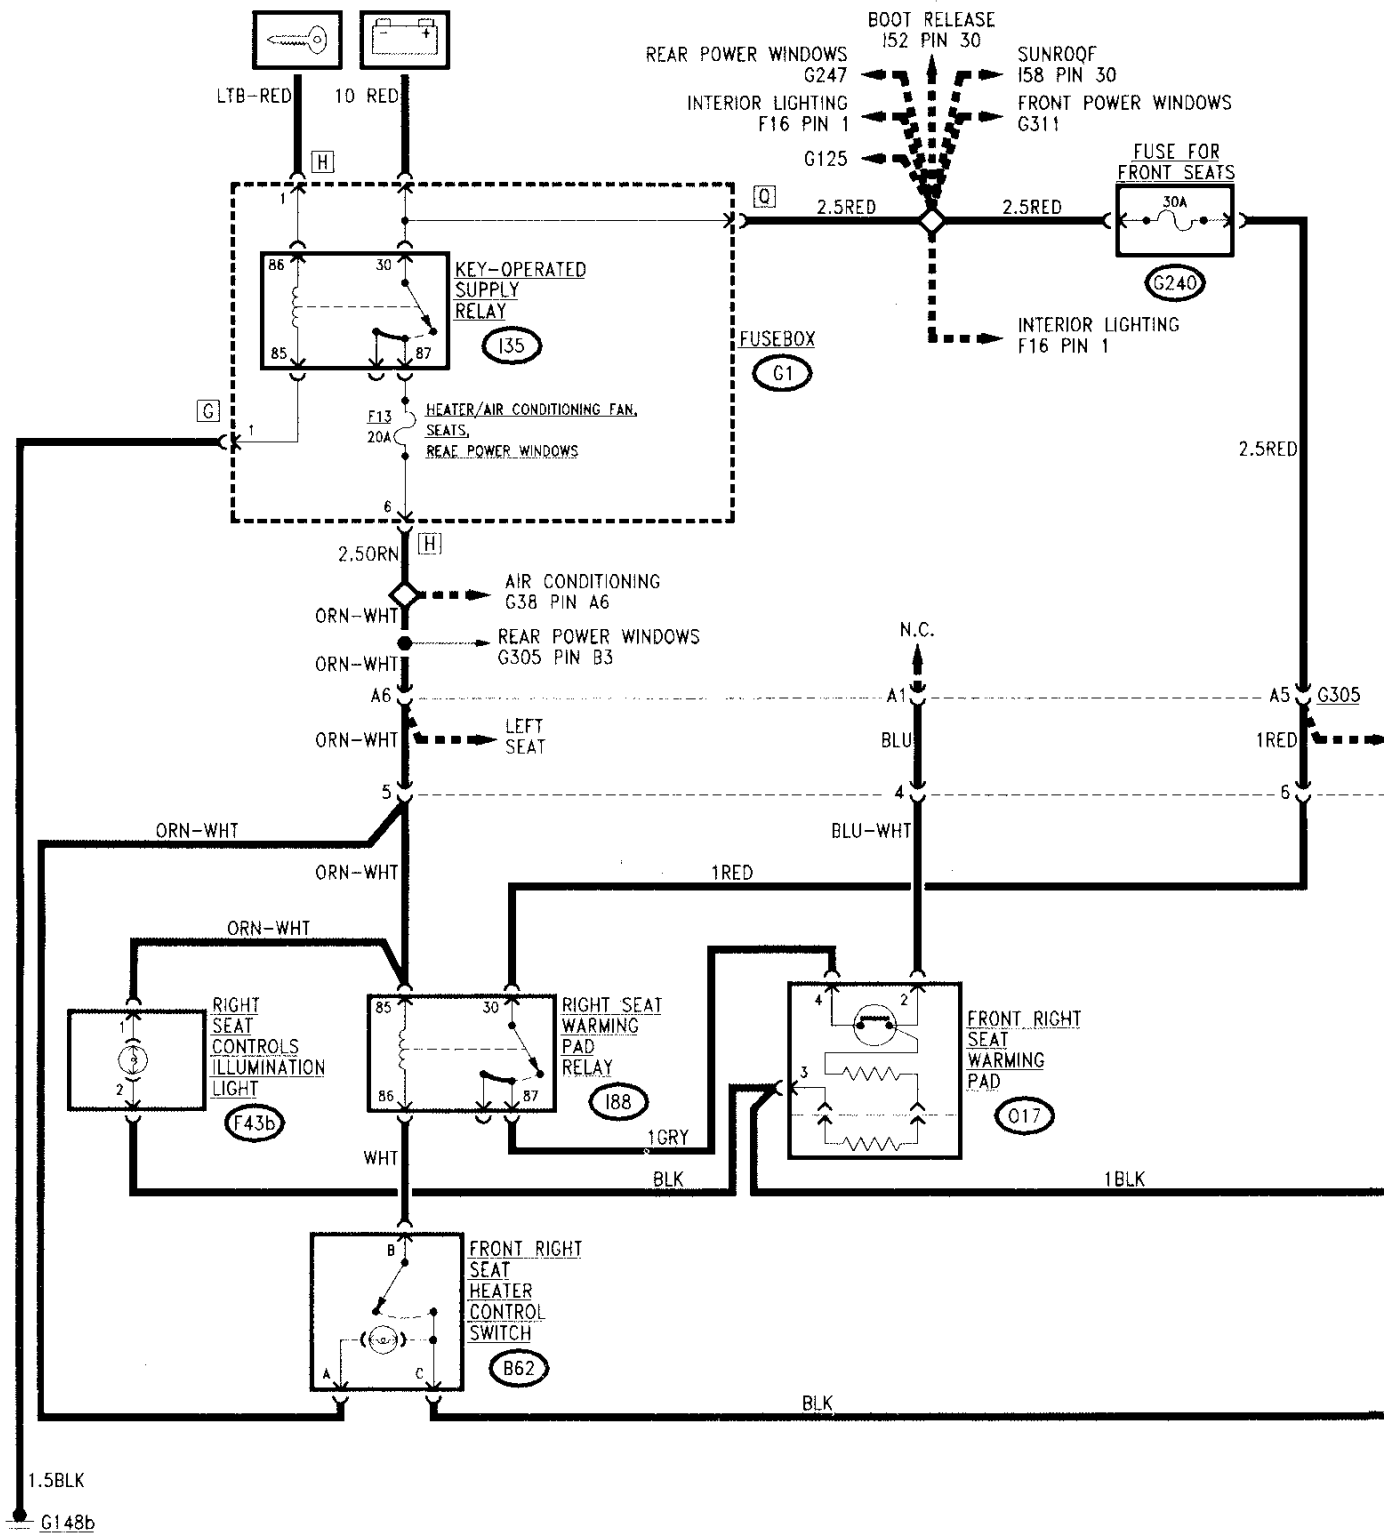 BOOT RELEASE
I52 PIN 30
REAR POWER WINDOWS
G247
SUNROOF
I58 PIN 30
LTB-RED
10 RED
INTERIOR LIGHTING
F16 PIN 1
FRONT POWER WINDOWS
G311
G125
FUSE FOR
FRONT SEATS
H
1
Q
2.5RED
2.5RED
30A
86
30
KEY-OPERATED
SUPPLY
RELAY
G240
INTERIOR LIGHTING
F16 PIN 1
FUSEBOX
I35
85
87
G1
G
1
F13
20A
HEATER/AIR CONDITIONING FAN,
SEATS,
REAE POWER WINDOWS
2.5RED
6
H
2.5ORN
AIR CONDITIONING
G38 PIN A6
ORN-WHT
N.C.
REAR POWER WINDOWS
G305 PIN B3
ORN-WHT
A6
A1
A5
G305
LEFT
SEAT
ORN-WHT
BLU
1RED
5
4
6
ORN-WHT
BLU-WHT
ORN-WHT
1RED
ORN-WHT
RIGHT
SEAT
CONTROLS
ILLUMINATION
LIGHT
1
2
F43b
85
30
86
87
RIGHT SEAT
WARMING
PAD
RELAY
I88
4
2
3
FRONT RIGHT
SEAT
WARMING
PAD
O17
1GRY
WHT
BLK
1BLK
B
FRONT RIGHT
SEAT
HEATER
CONTROL
SWITCH
B62
A
C
BLK
1.5BLK
G148b